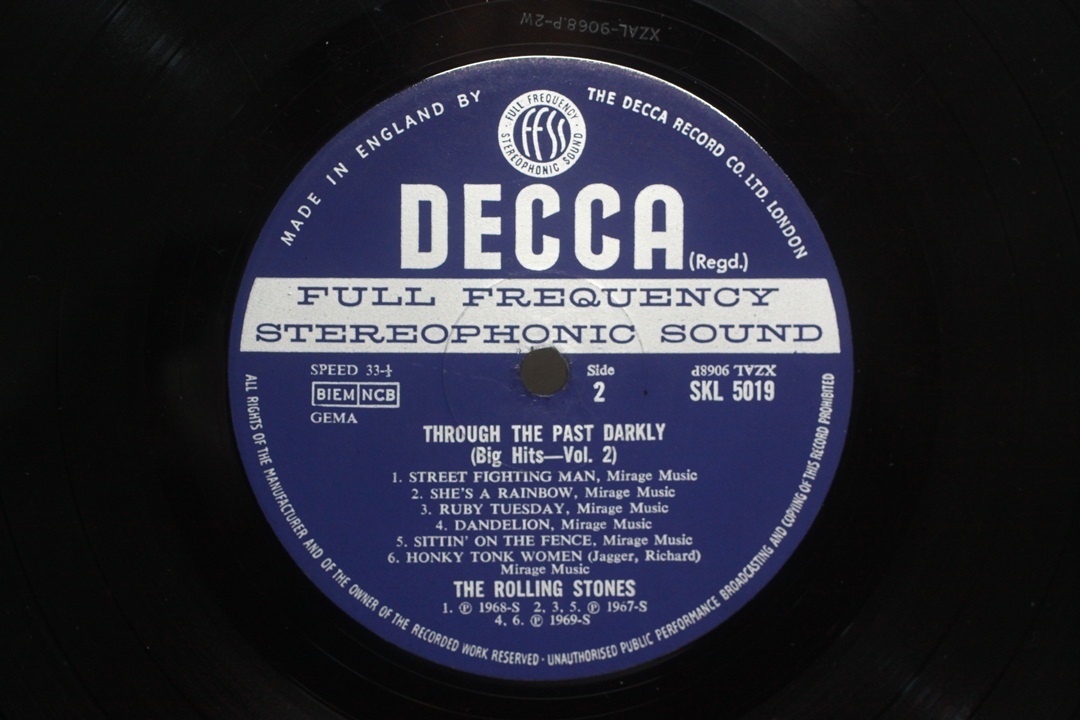 XZAL-9068.P-2W
MADE IN ENGLAND BY
THE DECCA RECORD CO. LTD. LONDON
FULL FREQUENCY
ffss
STEREOPHONIC SOUND
DECCA (Regd.)
FULL FREQUENCY
STEREOPHONIC SOUND
SPEED 33-⅓
BIEM NCB
GEMA
Side
2
XZAL 9068P
SKL 5019
THROUGH THE PAST DARKLY
(Big Hits—Vol. 2)
1. STREET FIGHTING MAN, Mirage Music
2. SHE'S A RAINBOW, Mirage Music
3. RUBY TUESDAY, Mirage Music
4. DANDELION, Mirage Music
5. SITTIN' ON THE FENCE, Mirage Music
6. HONKY TONK WOMEN (Jagger, Richard)
Mirage Music
THE ROLLING STONES
1. ℗ 1968-S 2, 3, 5. ℗ 1967-S
4, 6. ℗ 1969-S
ALL RIGHTS OF THE MANUFACTURER AND OF THE OWNER OF THE RECORDED WORK RESERVED · UNAUTHORISED PUBLIC PERFORMANCE BROADCASTING AND COPYING OF THIS RECORD PROHIBITED